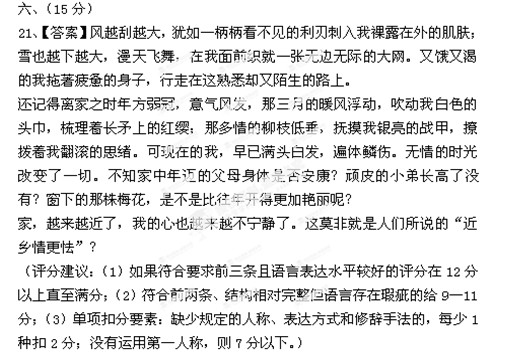 六、（15分）
21、【答案】风越刮越大，犹如一柄柄看不见的利刃刺入我裸露在外的肌肤；
雪也越下越大，漫天飞舞，在我面前织就一张无边无际的大网。又饿又渴
的我拖著疲惫的身子，行走在这熟悉却又陌生的路上。
还记得离家之时年方弱冠，意气风发，那三月的暖风浮动，吹动我白色的
头巾，梳理着长矛上的红缨；那多情的柳枝低垂，抚摸我银亮的战甲，撩
拨着我翻滚的思绪。可现在的我，早已满头白发，遍体鳞伤。无情的时光
改变了一切。不知家中年迈的父母身体是否安康？顽皮的小弟长高了没
有？窗下的那株梅花，是不是比往年开得更加艳丽呢？
家，越来越近了，我的心也越来越不宁静了。这莫非就是人们所说的“近
乡情更怯”？
（评分建议：（1）如果符合要求前三条且语言表达水平较好的评分在 12 分
以上直至满分；（2）符合前两条、结构相对完整但语言存在瑕疵的给 9—11
分；（3）单项扣分要素：缺少规定的人称、表达方式和修辞手法的，每少 1
种扣 2 分；没有运用第一人称，则 7 分以下。）